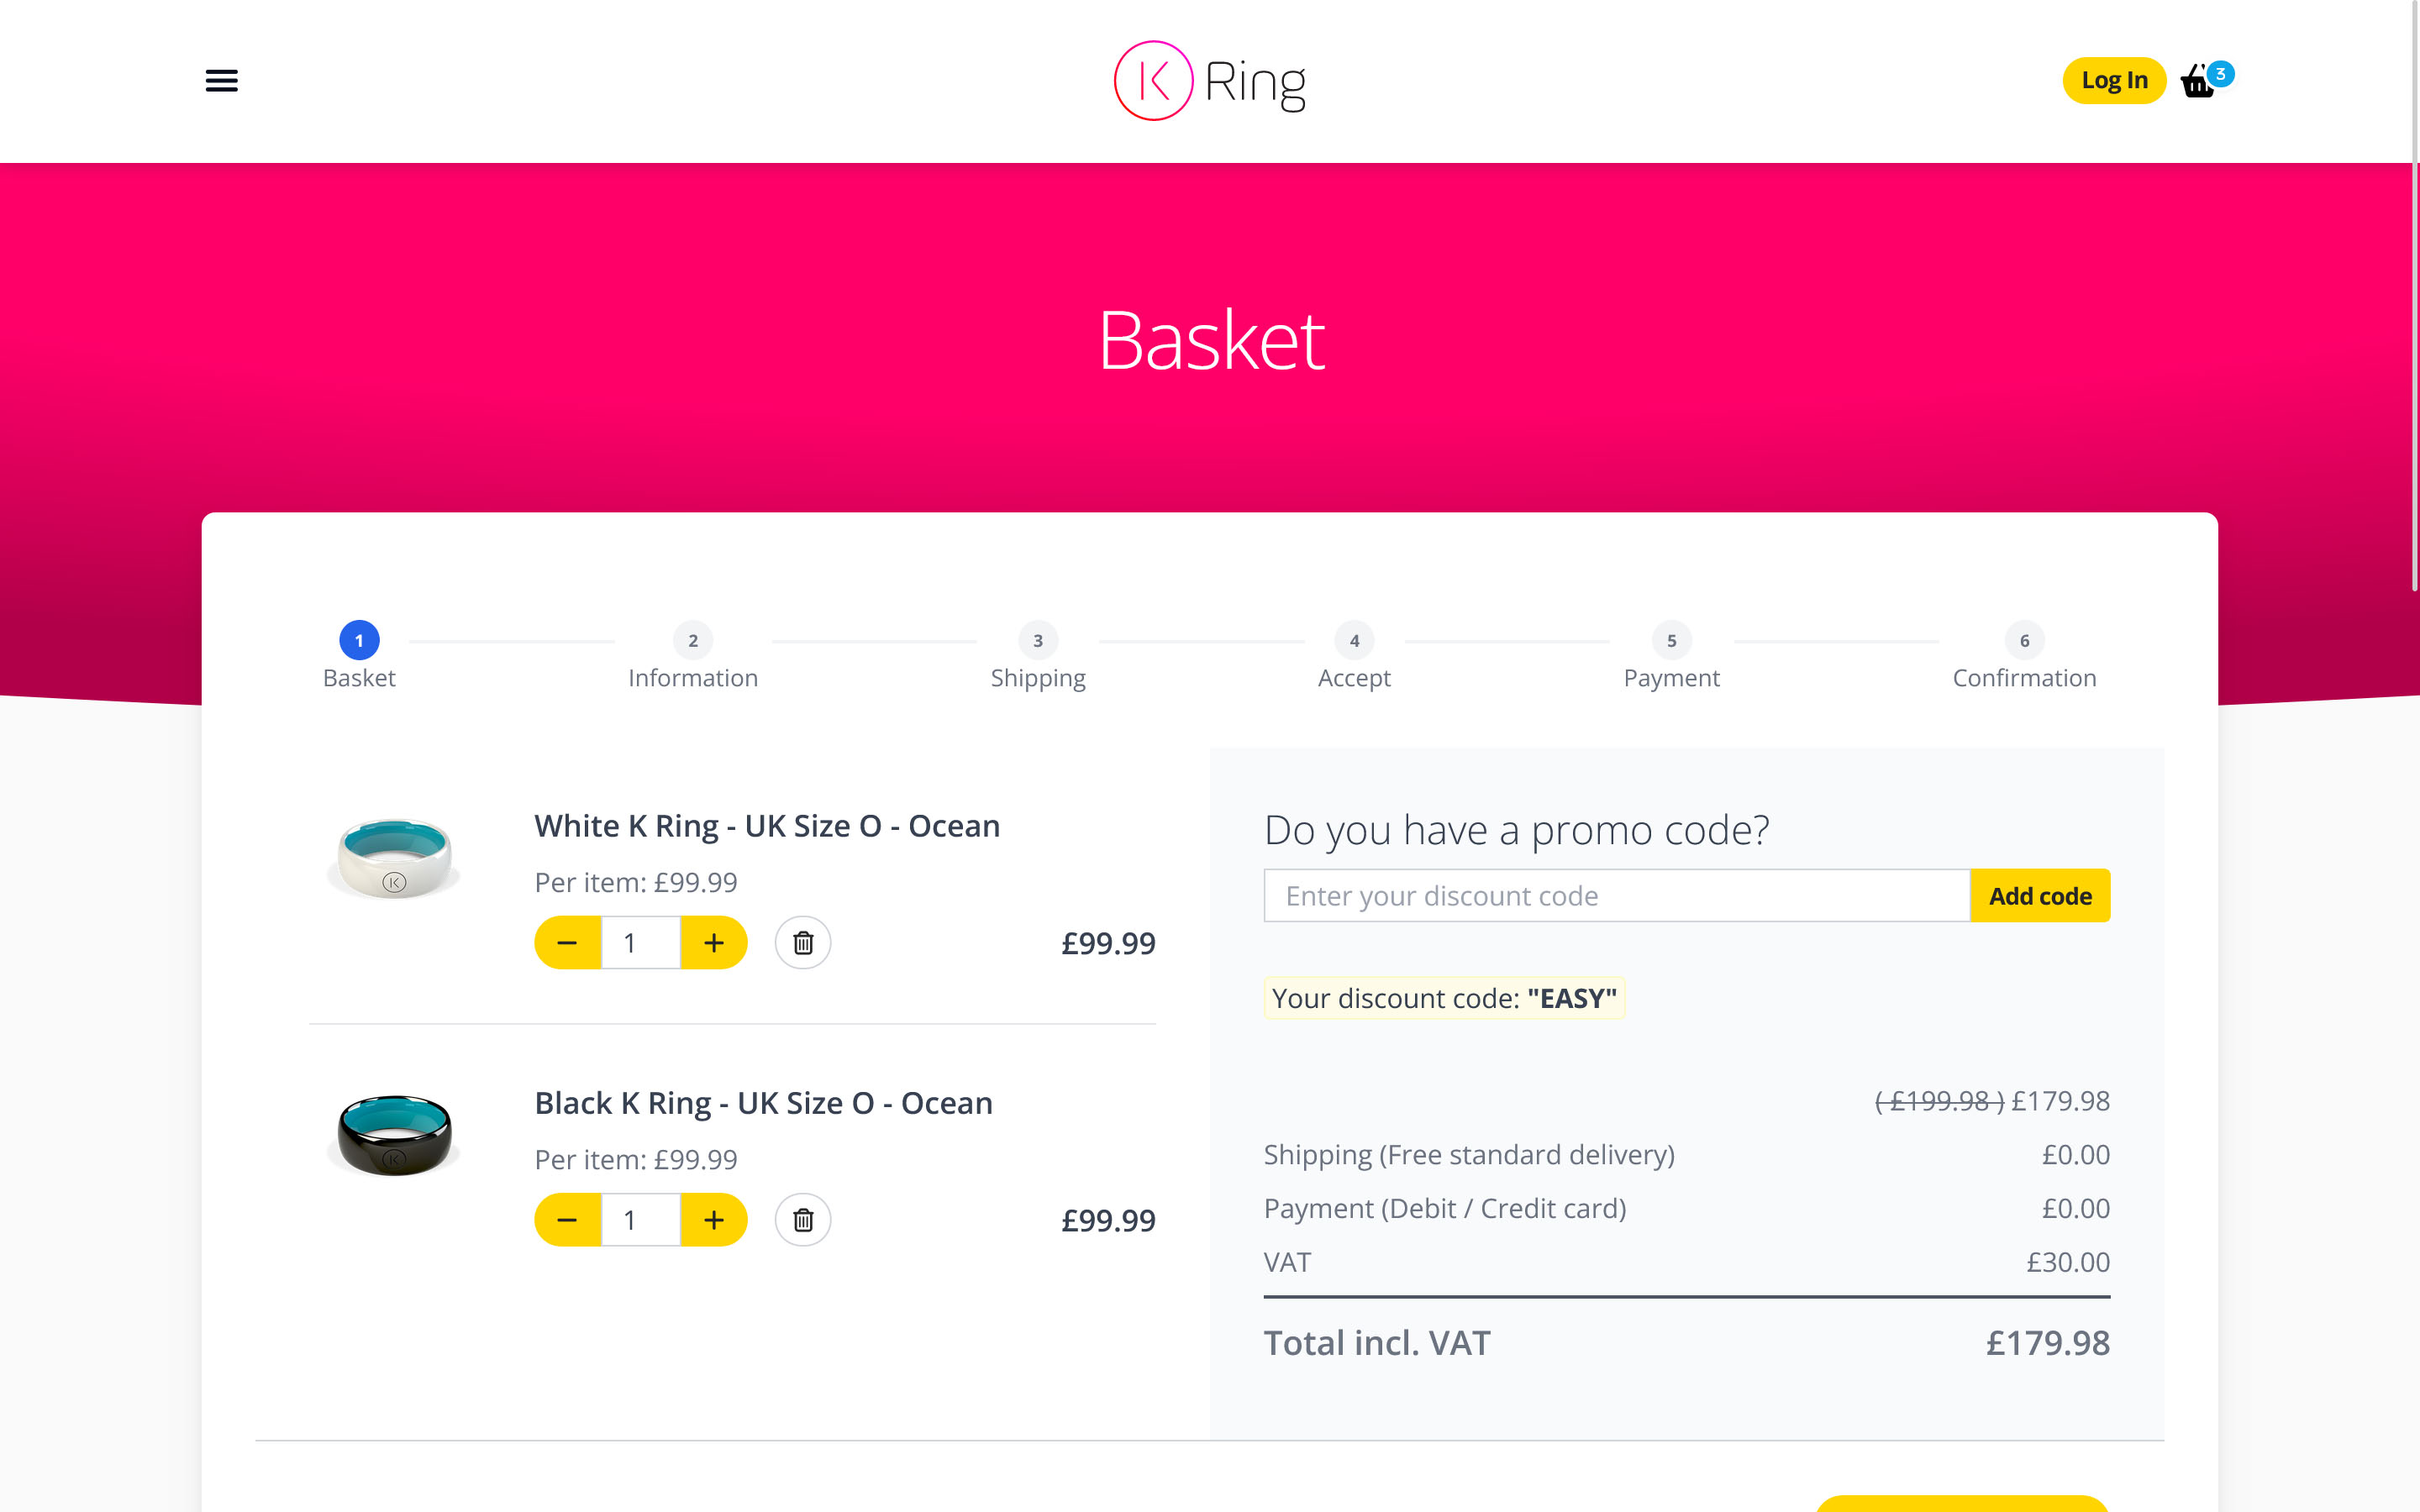 K Ring
Log In
3
Basket
1
2
3
4
5
6
Basket
Information
Shipping
Accept
Payment
Confirmation
White K Ring - UK Size O - Ocean
Per item: £99.99
1
£99.99
K
Black K Ring - UK Size O - Ocean
Per item: £99.99
1
£99.99
K
Do you have a promo code?
Enter your discount code
Add code
Your discount code: "EASY"
( £199.98 ) £179.98
Shipping (Free standard delivery) £0.00
Payment (Debit / Credit card) £0.00
VAT £30.00
Total incl. VAT £179.98